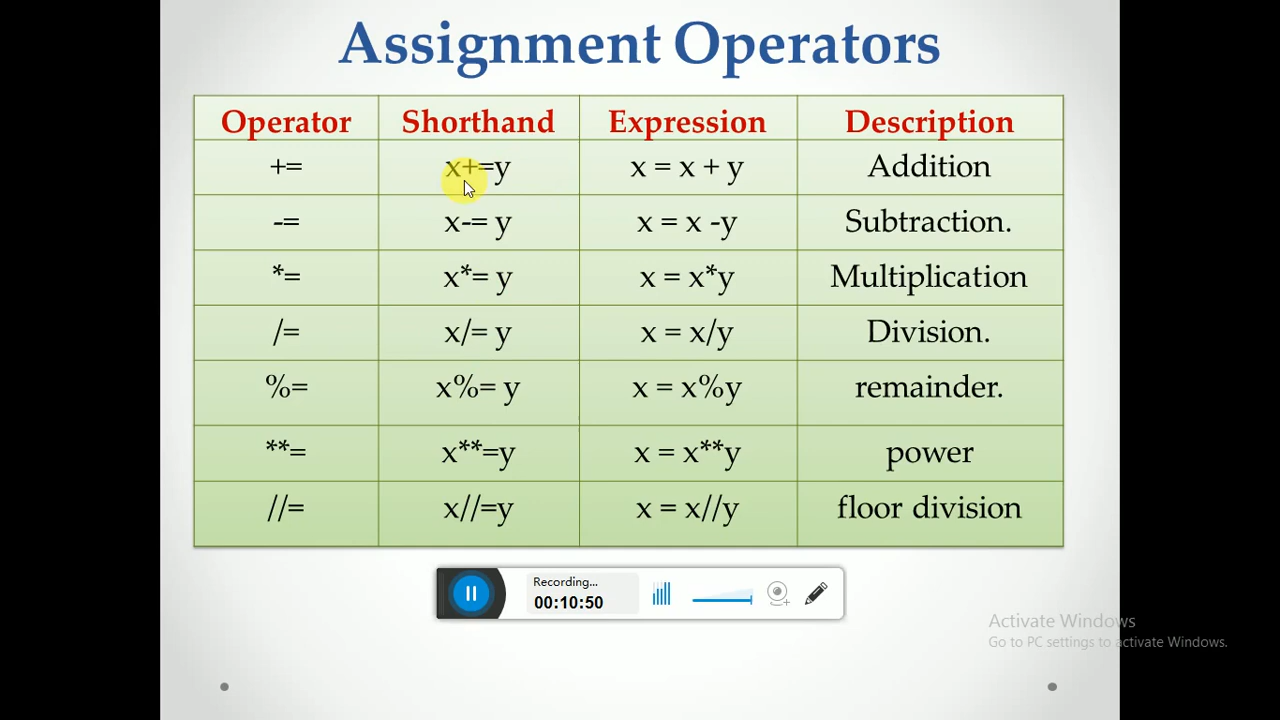 Assignment Operators
Operator Shorthand Expression Description
+= x+=y x = x + y Addition
-= x-= y x = x -y Subtraction.
*= x*= y x = x*y Multiplication
/= x/= y x = x/y Division.
%= x%= y x = x%y remainder.
**= x**=y x = x**y power
//= x//=y x = x//y floor division
Recording...
00:10:50
Activate Windows
Go to PC settings to activate Windows.